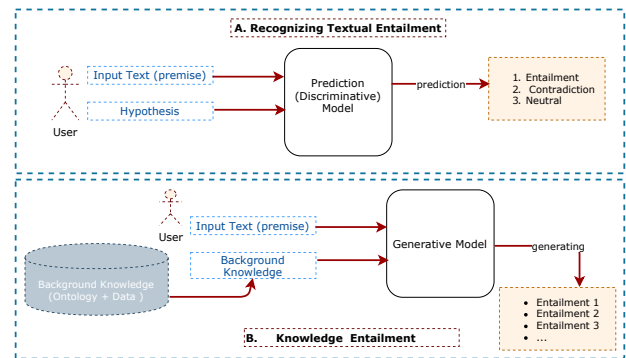 A. Recognizing Textual Entailment
Input Text (premise)
Hypothesis
User
Prediction
(Discriminative)
Model
prediction
1. Entailment
2. Contradiction
3. Neutral
User
Input Text (premise)
Background
Knowledge
Background Knowledge
(Ontology + Data )
Generative Model
generating
• Entailment 1
• Entailment 2
• Entailment 3
• ...
B. Knowledge Entailment